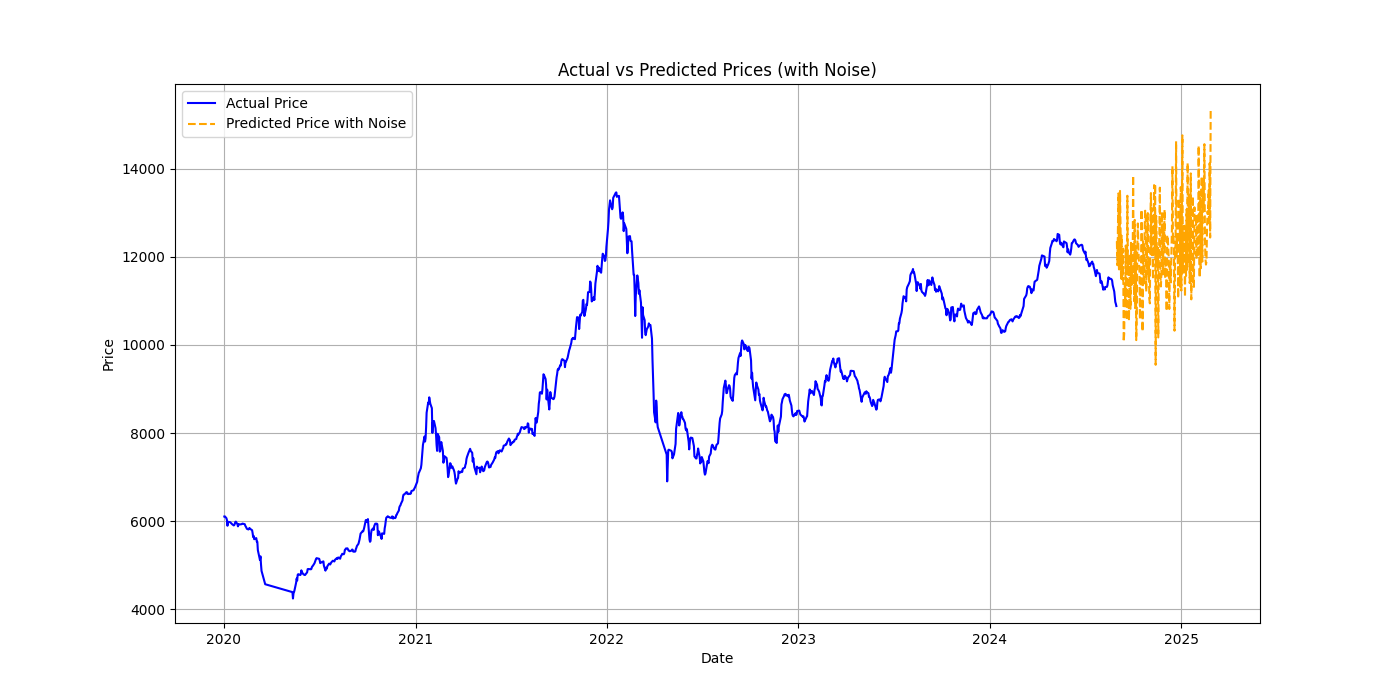 Actual vs Predicted Prices (with Noise)
Actual Price
Predicted Price with Noise
14000
12000
10000
8000
6000
4000
Price
2020 2021 2022 2023 2024 2025
Date